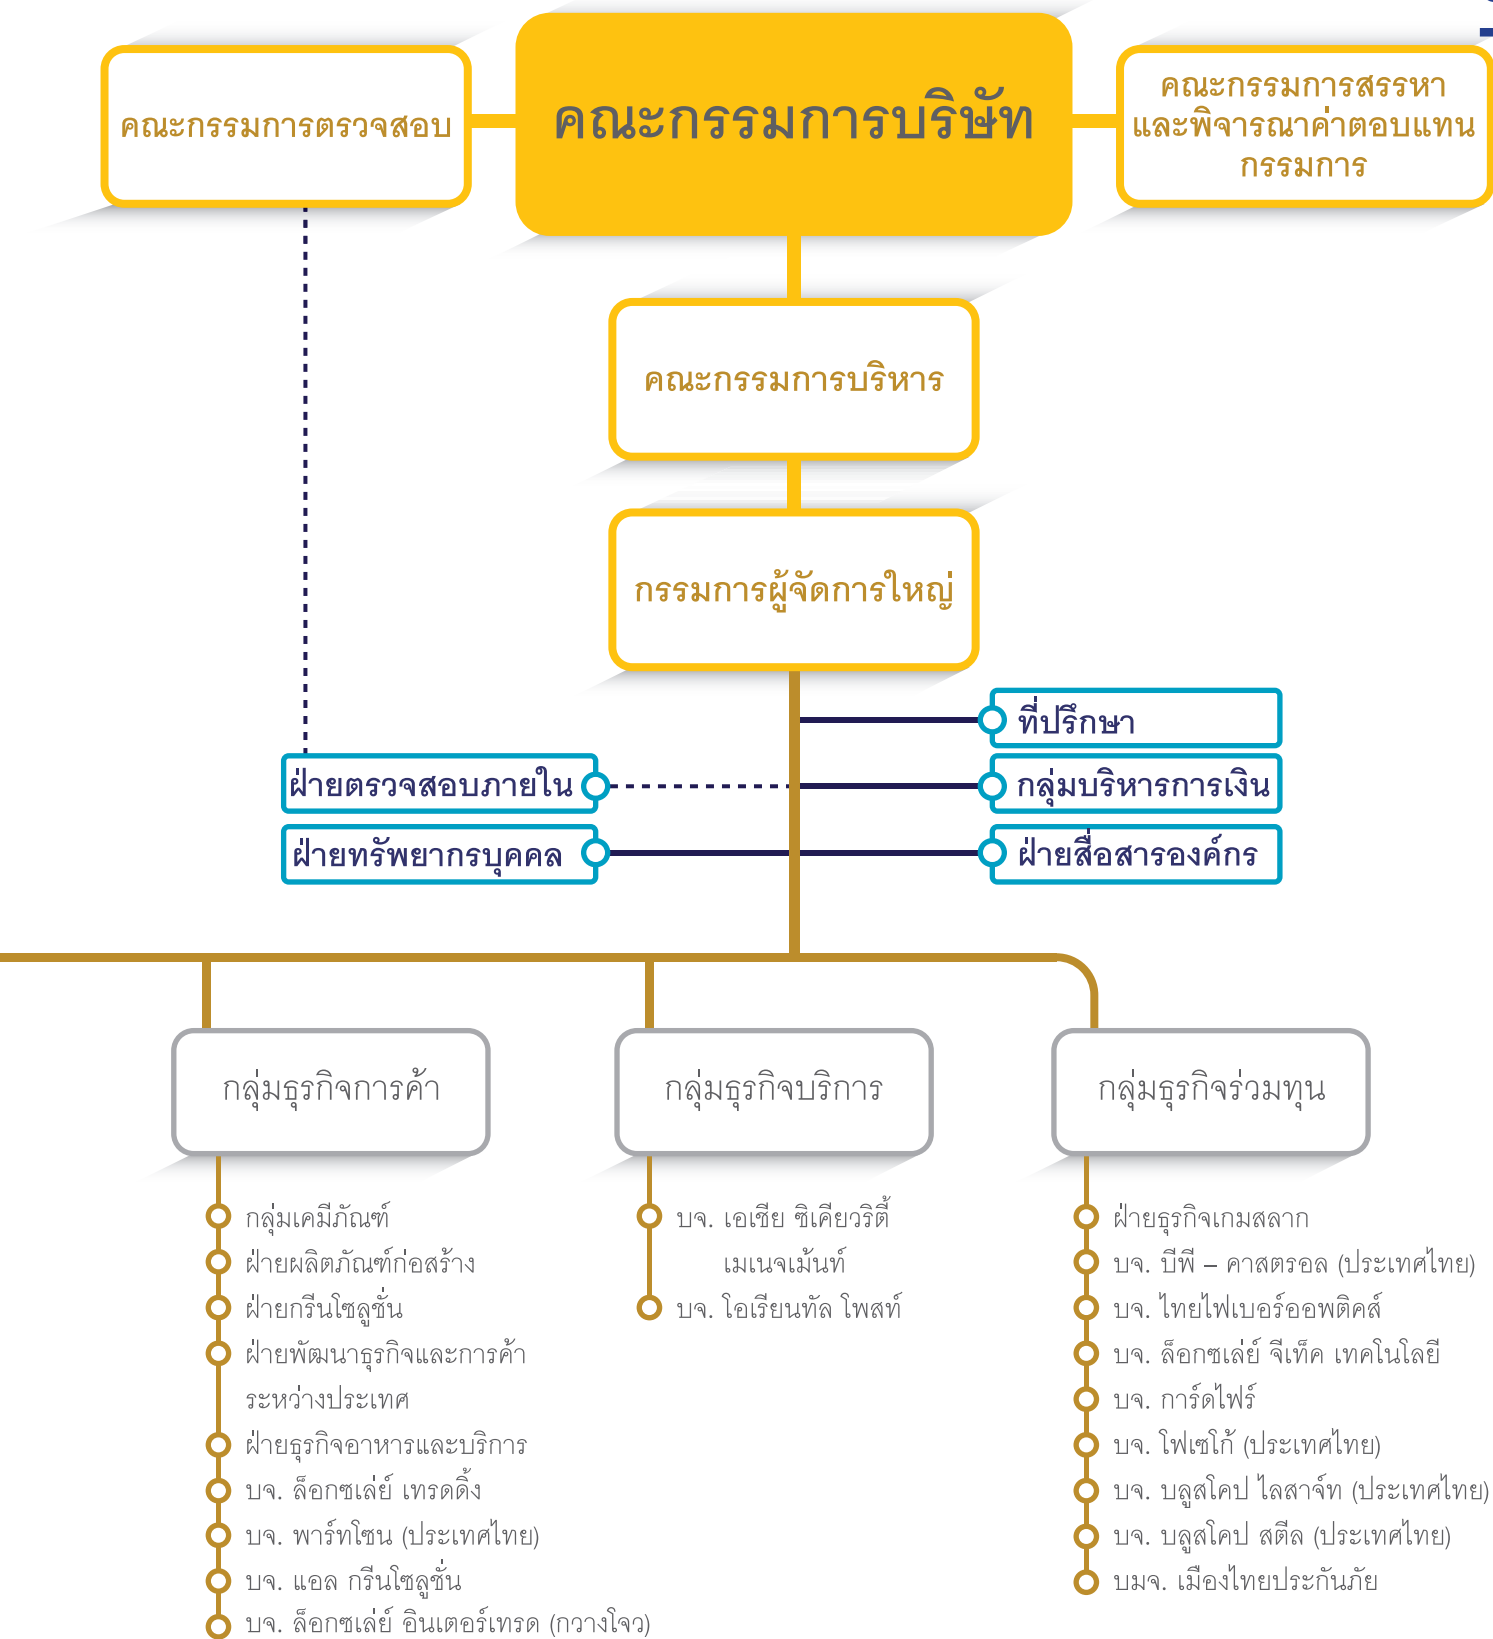 คณะกรรมการตรวจสอบ
คณะกรรมการบริษัท
คณะกรรมการสรรหา
และพิจารณาค่าตอบแทน
กรรมการ
คณะกรรมการบริหาร
กรรมการผู้จัดการใหญ่
ที่ปรึกษา
ฝ่ายตรวจสอบภายใน
กลุ่มบริหารการเงิน
ฝ่ายทรัพยากรบุคคล
ฝ่ายสื่อสารองค์กร
กลุ่มธุรกิจการค้า
กลุ่มเคมีภัณฑ์
ฝ่ายผลิตภัณฑ์ก่อสร้าง
ฝ่ายกรีนโซลูชั่น
ฝ่ายพัฒนาธุรกิจและการค้า
ระหว่างประเทศ
ฝ่ายธุรกิจอาหารและบริการ
บจ. ล็อกซเล่ย์ เทรดดิ้ง
บจ. พาร์ทโซน (ประเทศไทย)
บจ. แอล กรีนโซลูชั่น
บจ. ล็อกซเล่ย์ อินเตอร์เทรด (กวางโจว)
กลุ่มธุรกิจบริการ
บจ. เอเชีย ซิเคียวริตี้
เมเนจเม้นท์
บจ. โอเรียนทัล โพสท์
กลุ่มธุรกิจร่วมทุน
ฝ่ายธุรกิจเกมสลาก
บจ. บีพี – คาสตรอล (ประเทศไทย)
บจ. ไทยไฟเบอร์ออพติคส์
บจ. ล็อกซเล่ย์ จีเท็ค เทคโนโลยี
บจ. การ์ดไฟร์
บจ. โฟเซโก้ (ประเทศไทย)
บจ. บลูสโคป ไลสาจ์ท (ประเทศไทย)
บจ. บลูสโคป สตีล (ประเทศไทย)
บมจ. เมืองไทยประกันภัย